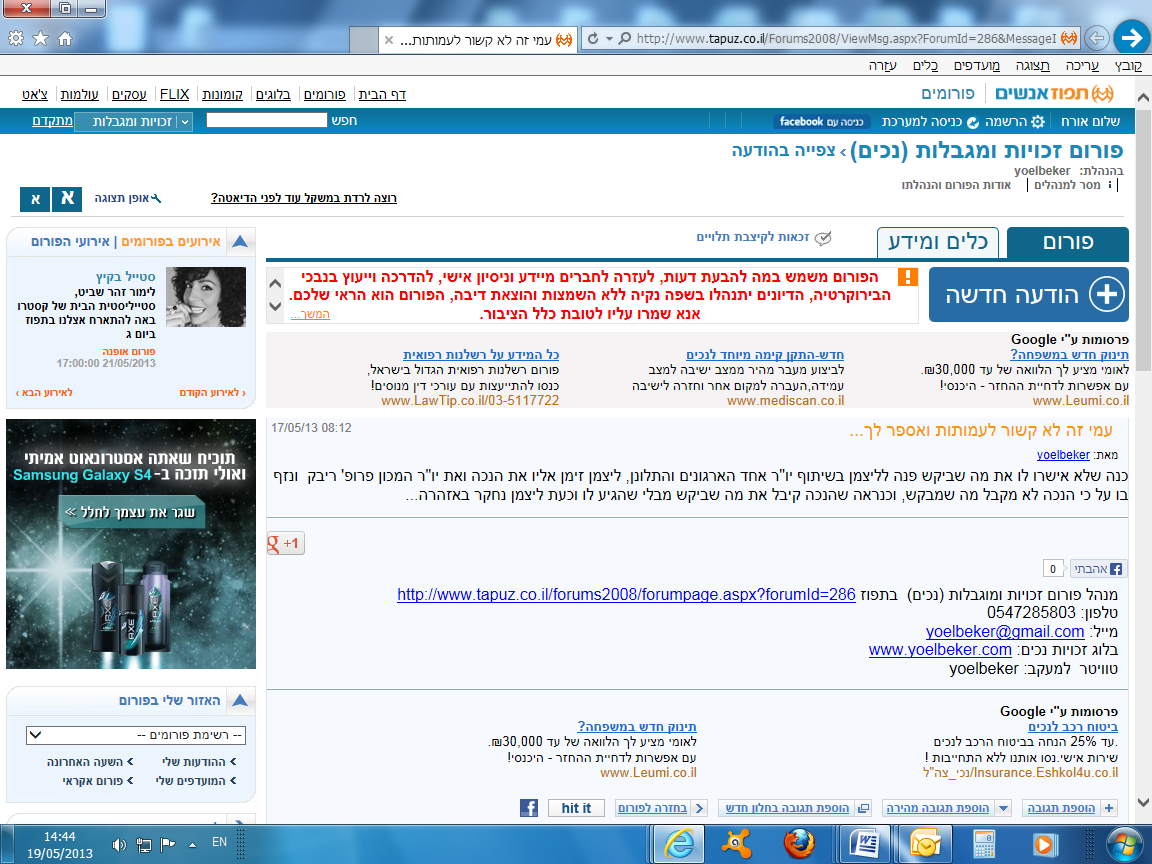 עמי זה לא קשור לעמותות...
http://www.tapuz.co.il/Forums2008/ViewMsg.aspx?ForumId=286&MessageI
קובץ עריכה תצוגה מועדפים כלים עזרה
תפוז אנשים פורומים
דף הבית פורומים בלוגים קומונות FLIX עסקים עולמות צ'אט
שלום אורח הרשמה כניסה למערכת כניסה עם facebook
חפש זכויות ומגבלות מתקדם
פורום זכויות ומגבלות (נכים) › צפייה בהודעה
בהנהלת: yoelbeker
מסר למנהלים אודות הפורום והנהלתו
רוצה לרדת במשקל עוד לפני הדיאטה?
אופן תצוגה א א
פורום כלים ומידע
זכאות לקיצבת תלויים
הודעה חדשה
הפורום משמש במה להבעת דעות, לעזרה לחברים מיידע וניסיון אישי, להדרכה וייעוץ בנבכי
הבירוקרטיה, הדיונים יתנהלו בשפה נקיה ללא השמצות והוצאת דיבה, הפורום הוא הראי שלכם.
אנא שמרו עליו לטובת כלל הציבור.
המשך...
פרסומות ע"י Google
תינוק חדש במשפחה?
לאומי מציע לך הלוואה של עד 30,000₪.
עם אפשרות לדחיית ההחזר - היכנסי!
www.Leumi.co.il
חדש-התקן קימה מיוחד לנכים
לביצוע מעבר מהיר ממצב ישיבה למצב
עמידה,העברה למקום אחר וחזרה לישיבה
www.mediscan.co.il
כל המידע על רשלנות רפואית
פורום רשלנות רפואית הגדול בישראל,
כנסו להתייעצות עם עורכי דין מנוסים!
www.LawTip.co.il/03-5117722
עמי זה לא קשור לעמותות ואספר לך...
17/05/13 08:12
מאת: yoelbeker
כנה שלא אישרו לו את מה שביקש פנה לליצמן בשיתוף יו"ר אחד הארגונים והתלונן, ליצמן זימן אליו את הנכה ואת יו"ר המכון פרופ' ריבק ונזף
בו על כי הנכה לא מקבל מה שמבקש, וכנראה שהנכה קיבל את מה שביקש מבלי שהגיע לו וכעת ליצמן נחקר באזהרה...
+1
אהבתי 0
מנהל פורום זכויות ומוגבלות (נכים) בתפוז http://www.tapuz.co.il/forums2008/forumpage.aspx?forumId=286
טלפון: 0547285803
מייל: yoelbeker@gmail.com
בלוג זכויות נכים: www.yoelbeker.com
טוויטר למעקב: yoelbeker
פרסומות ע"י Google
ביטוח רכב לנכים
עד 25% הנחה בביטוח הרכב לנכים.
שירות אישי.נסו אותנו ללא התחייבות !
Insurance.Eshkol4u.co.il/נכי_צה"ל
תינוק חדש במשפחה?
לאומי מציע לך הלוואה של עד 30,000₪.
עם אפשרות לדחיית ההחזר - היכנסי!
www.Leumi.co.il
הוספת תגובה הוספת תגובה מהירה הוספת תגובה בחלון חדש בחזרה לפורום hit it
אירועים בפורומים | אירועי הפורום
סטייל בקיץ
לימור זהר שביט,
סטייליסטית הבית של קסטרו
באה להתארח אצלנו בתפוז
ביום ג
פורום אופנה
21/05/2013 17:00:00
‹ לאירוע הקודם לאירוע הבא ›
תוכיח שאתה אסטרונאוט אמיתי
ואולי תזכה ב- Samsung Galaxy S4
שגר את עצמך לחלל »
AXE AXE AXE
האזור שלי בפורום
-- רשימת פורומים --
ההודעות שלי השעה האחרונה
המועדפים שלי פורום אקראי
EN
14:44
19/05/2013